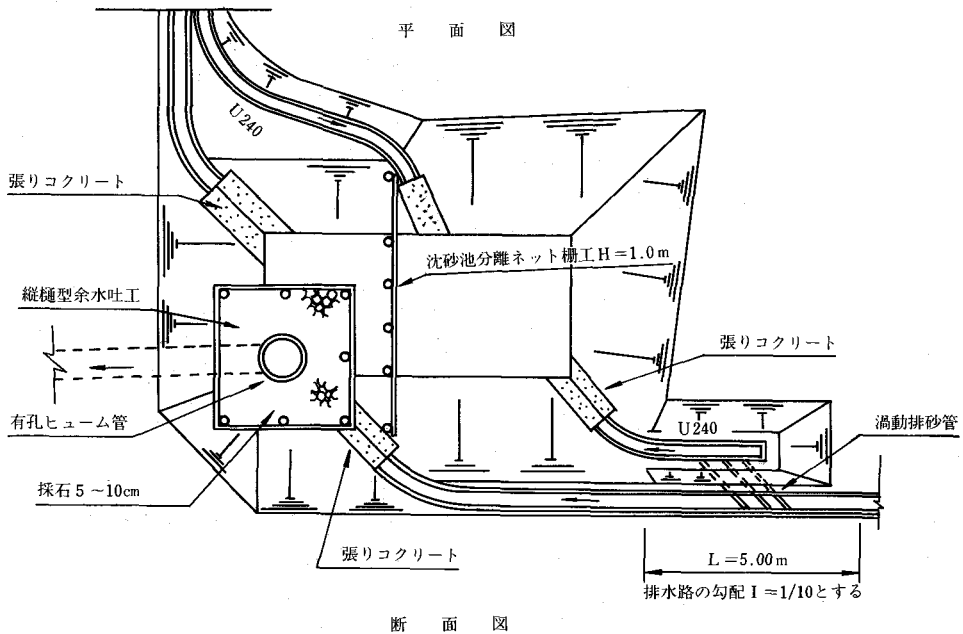 平面図
U240
張りコクリート
沈砂池分離ネット柵工H=1.0m
縦樋型余水吐工
張りコクリート
有孔ヒューム管
U240
渦動排砂管
採石5~10cm
張りコクリート
L=5.00m
排水路の勾配I=1/10とする
断面図